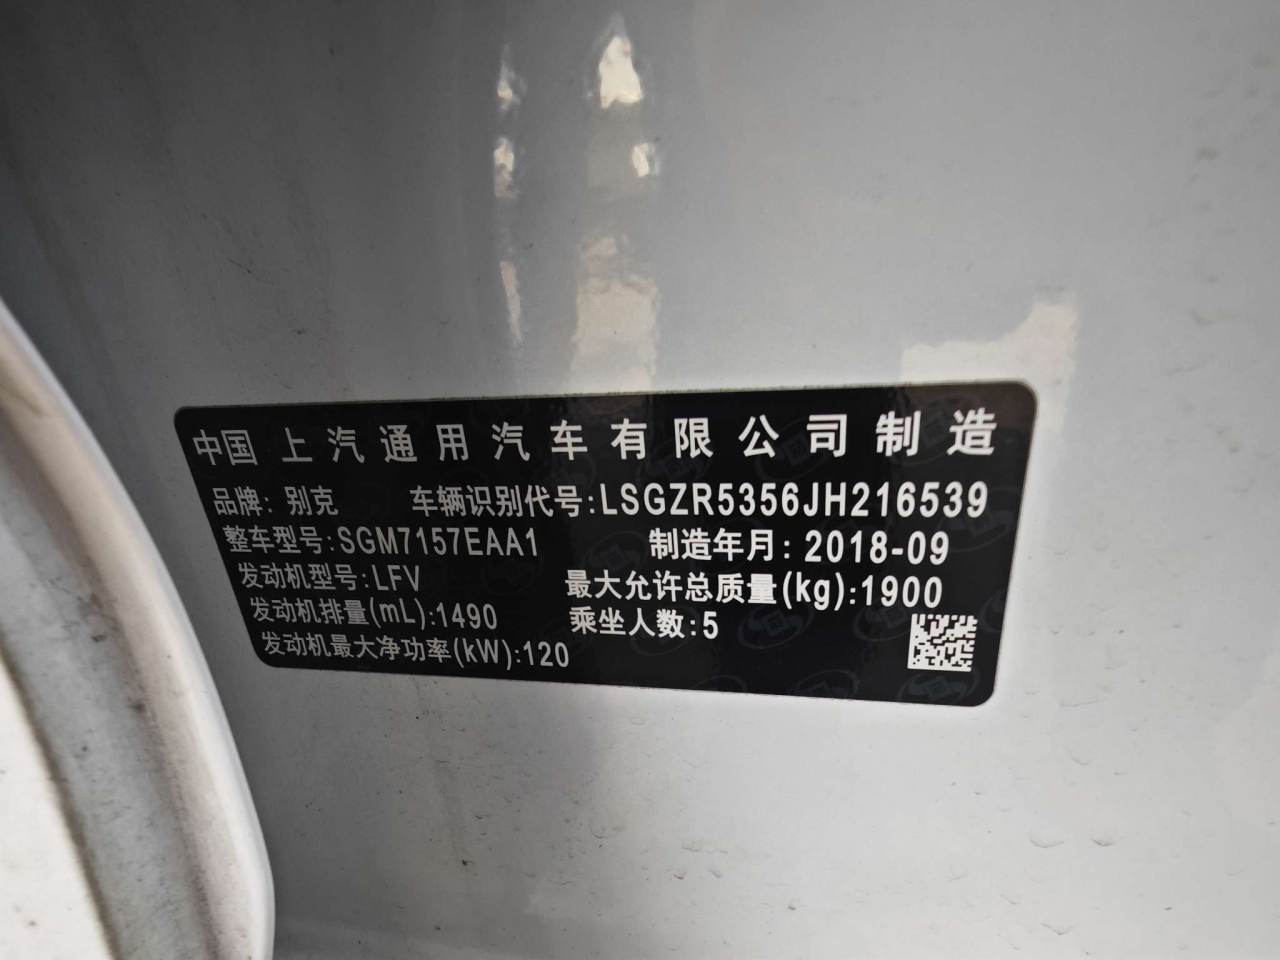 中国 上汽通用汽车有限公司制造
品牌: 别克 车辆识别代号:LSGZR5356JH216539
整车型号:SGM7157EAA1 制造年月: 2018-09
发动机型号:LFV 最大允许总质量(kg):1900
发动机排量(mL):1490 乘坐人数:5
发动机最大净功率(kW):120